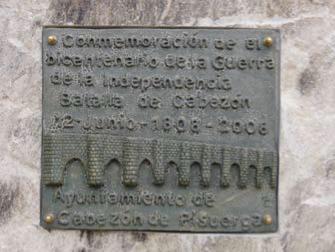 Conmemoración de el
bicentenario de la Guerra
de la Independencia
Batalla de Cabezón
12-Junio-1808-2008
Ayuntamiento de
Cabezón de Pisuerga